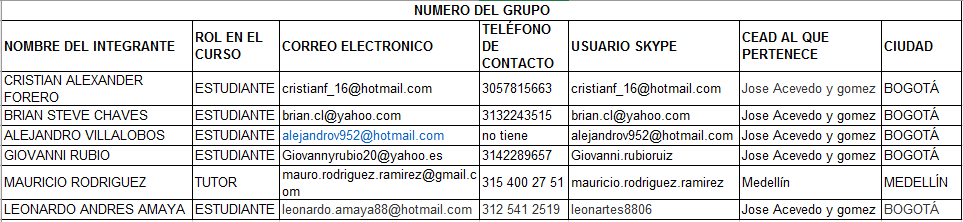 NUMERO DEL GRUPO
NOMBRE DEL INTEGRANTE ROL EN EL CURSO CORREO ELECTRONICO TELÉFONO DE CONTACTO USUARIO SKYPE CEAD AL QUE PERTENECE CIUDAD
CRISTIAN ALEXANDER FORERO ESTUDIANTE cristianf_16@hotmail.com 3057815663 cristianf_16@hotmail.com Jose Acevedo y gomez BOGOTÁ
BRIAN STEVE CHAVES ESTUDIANTE brian.cl@yahoo.com 3132243515 brian.cl@yahoo.com Jose Acevedo y gomez BOGOTÁ
ALEJANDRO VILLALOBOS ESTUDIANTE alejandrov952@hotmail.com no tiene alejandrov952@hotmail.com Jose Acevedo y gomez BOGOTÁ
GIOVANNI RUBIO ESTUDIANTE Giovannyrubio20@yahoo.es 3142289657 Giovanni.rubioruiz Jose Acevedo y gomez BOGOTÁ
MAURICIO RODRIGUEZ TUTOR mauro.rodriguez.ramirez@gmail.com 315 400 27 51 mauricio.rodriguez.ramirez Medellín MEDELLÍN
LEONARDO ANDRES AMAYA ESTUDIANTE leonardo.amaya88@hotmail.com 312 541 2519 leonartes8806 Jose Acevedo y gomez BOGOTÁ